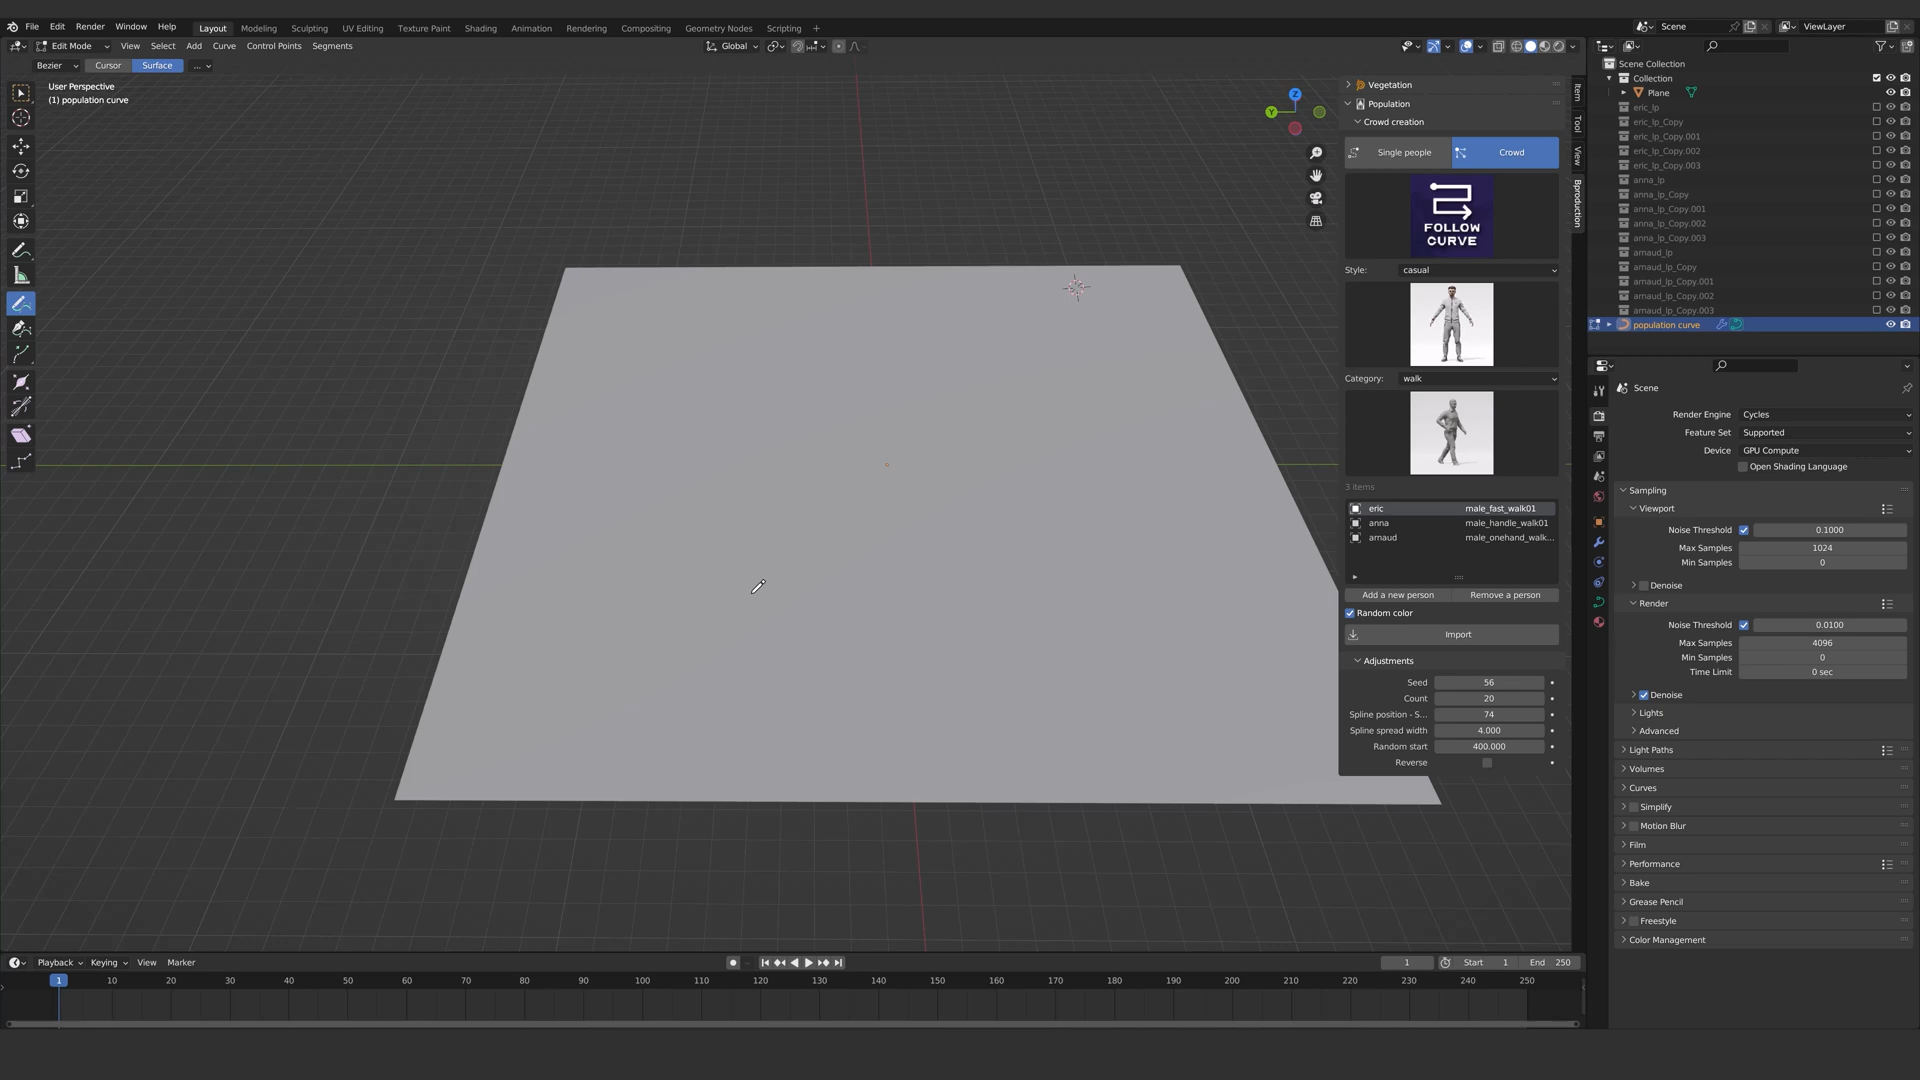 File Edit Render Window Help
Layout Modeling Sculpting UV Editing Texture Paint Shading Animation Rendering Compositing Geometry Nodes Scripting +
Scene
ViewLayer
Edit Mode View Select Add Curve Control Points Segments
Global
Bezier Cursor Surface ...
User Perspective
(1) population curve
Z
Y
Vegetation
Population
Crowd creation
Single people Crowd
FOLLOW
CURVE
Style: casual
Category: walk
3 items
eric male_fast_walk01
anna male_handle_walk01
arnaud male_onehand_walk...
Add a new person Remove a person
Random color
Import
Adjustments
Seed 56
Count 20
Spline position - S... 74
Spline spread width 4.000
Random start 400.000
Reverse
Item
Tool
View
Bproduction
Scene Collection
Collection
Plane
eric_lp
eric_lp_Copy
eric_lp_Copy.001
eric_lp_Copy.002
eric_lp_Copy.003
anna_lp
anna_lp_Copy
anna_lp_Copy.001
anna_lp_Copy.002
anna_lp_Copy.003
arnaud_lp
arnaud_lp_Copy
arnaud_lp_Copy.001
arnaud_lp_Copy.002
arnaud_lp_Copy.003
population curve
Scene
Render Engine Cycles
Feature Set Supported
Device GPU Compute
Open Shading Language
Sampling
Viewport
Noise Threshold 0.1000
Max Samples 1024
Min Samples 0
Denoise
Render
Noise Threshold 0.0100
Max Samples 4096
Min Samples 0
Time Limit 0 sec
Denoise
Lights
Advanced
Light Paths
Volumes
Curves
Simplify
Motion Blur
Film
Performance
Bake
Grease Pencil
Freestyle
Color Management
Playback Keying View Marker
1 Start 1 End 250
1 10 20 30 40 50 60 70 80 90 100 110 120 130 140 150 160 170 180 190 200 210 220 230 240 250